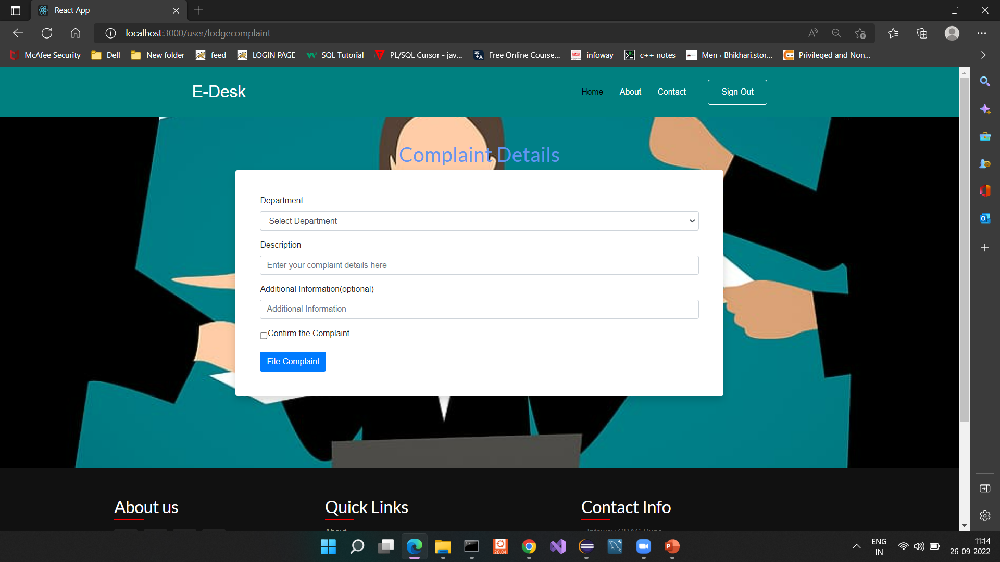 React App
localhost:3000/user/lodgecomplaint
McAfee Security
Dell
New folder
feed
LOGIN PAGE
SQL Tutorial
PL/SQL Cursor - jav...
Free Online Course...
infoway
c++ notes
Men › Bhikhari.stor...
Privileged and Non...
E-Desk
Home
About
Contact
Sign Out
Complaint Details
Department
Select Department
Description
Enter your complaint details here
Additional Information(optional)
Additional Information
Confirm the Complaint
File Complaint
About us
Quick Links
Contact Info
About
20.04
ENG
IN
11:14
26-09-2022